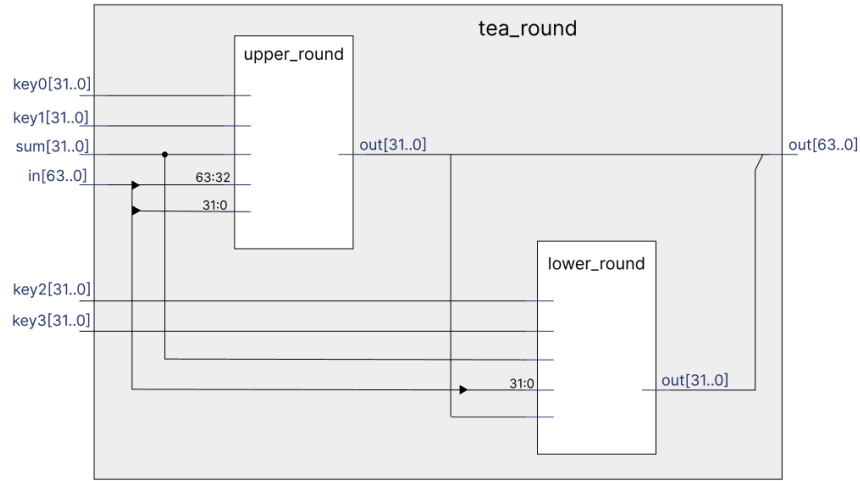 tea_round
upper_round
key0[31..0]
key1[31..0]
sum[31..0]
out[31..0]
out[63..0]
in[63..0]
63:32
31:0
lower_round
key2[31..0]
key3[31..0]
31:0
out[31..0]